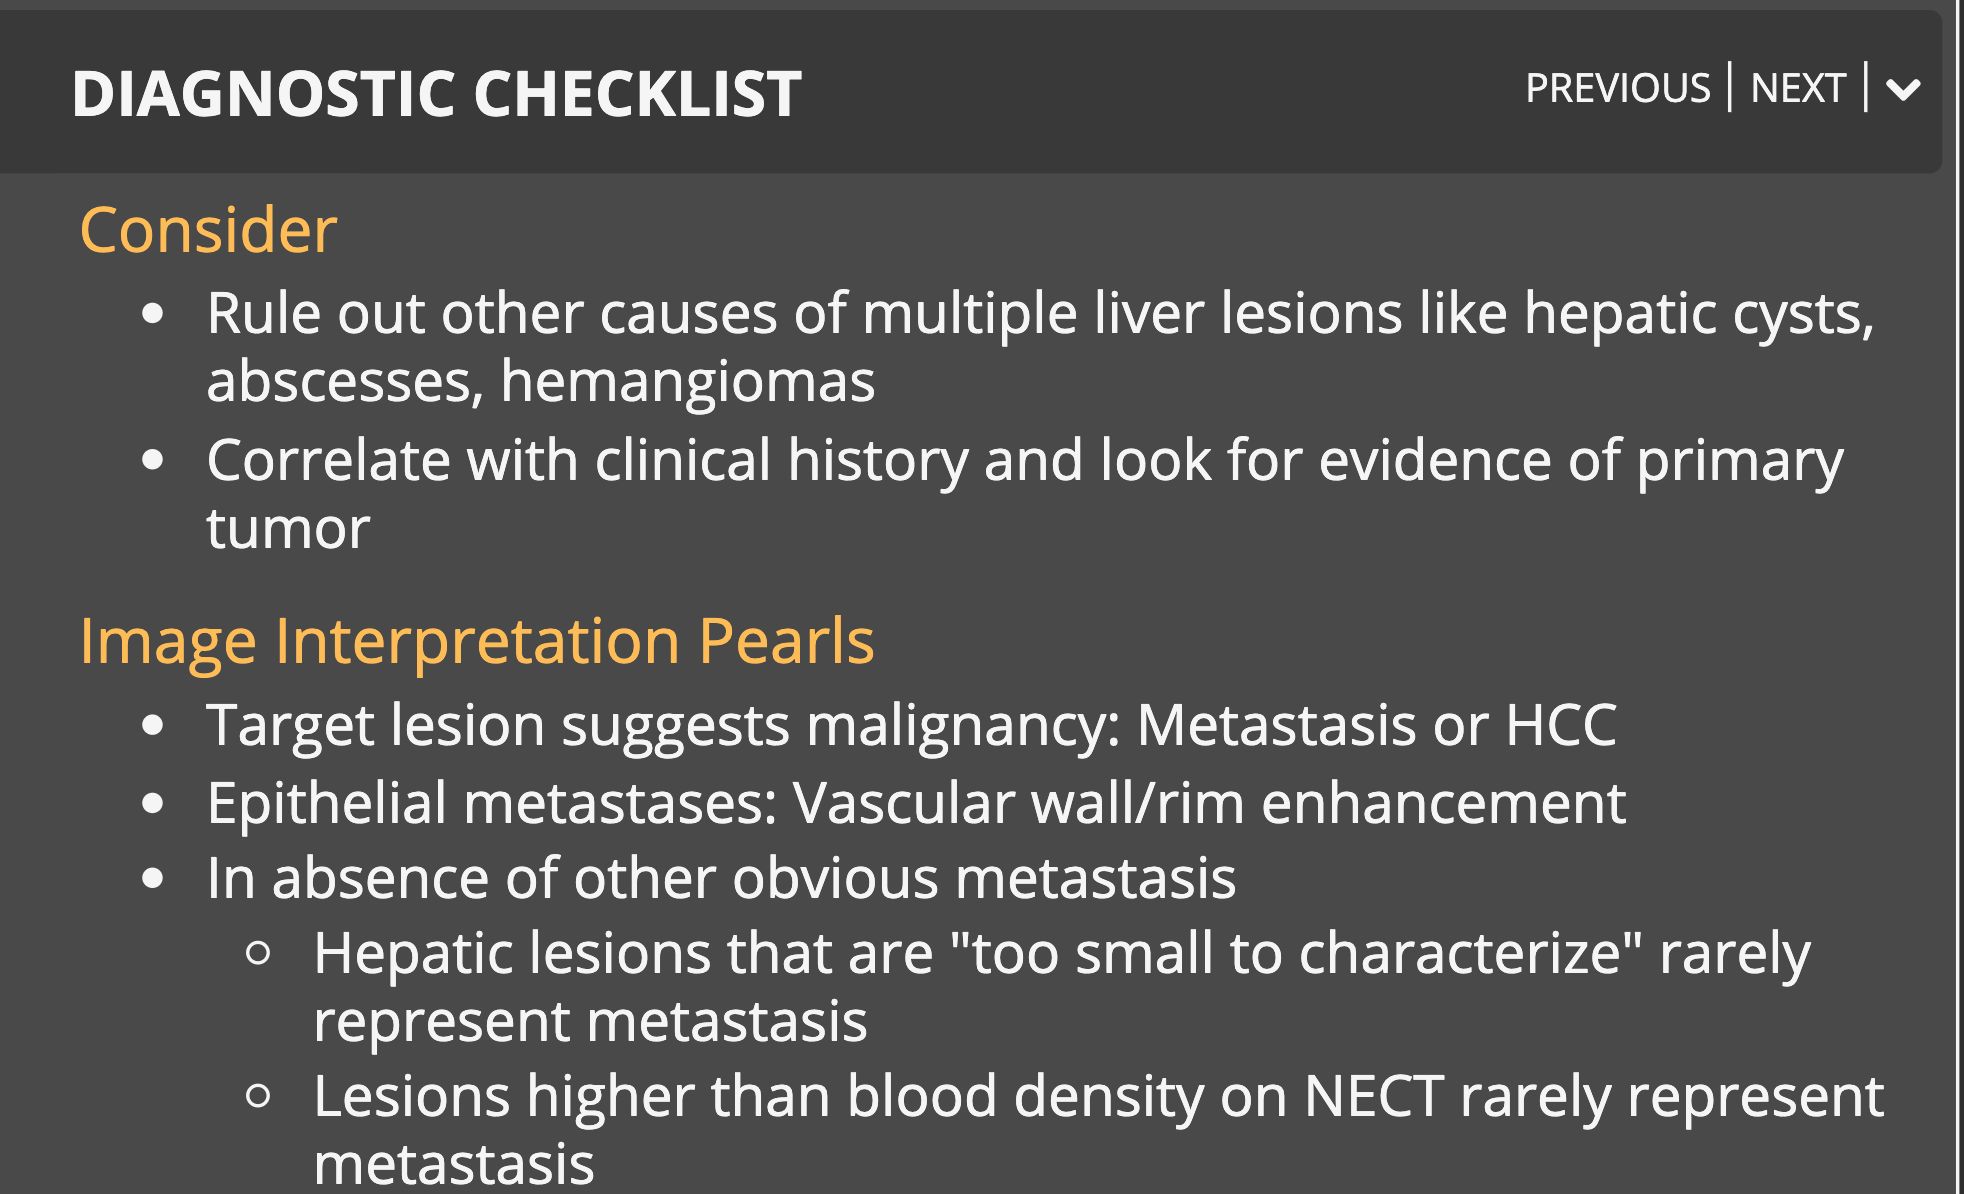 DIAGNOSTIC CHECKLIST
PREVIOUS | NEXT |
Consider
• Rule out other causes of multiple liver lesions like hepatic cysts,
abscesses, hemangiomas
• Correlate with clinical history and look for evidence of primary
tumor
Image Interpretation Pearls
• Target lesion suggests malignancy: Metastasis or HCC
• Epithelial metastases: Vascular wall/rim enhancement
• In absence of other obvious metastasis
○ Hepatic lesions that are "too small to characterize" rarely
represent metastasis
○ Lesions higher than blood density on NECT rarely represent
metastasis